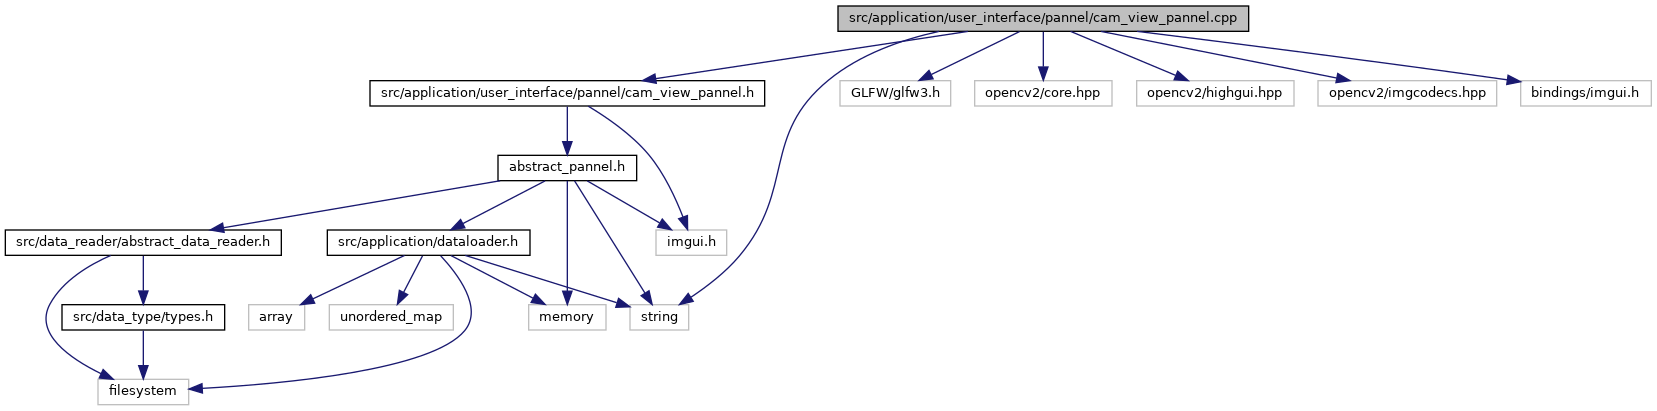 src/application/user_interface/pannel/cam_view_pannel.cpp
src/application/user_interface/pannel/cam_view_pannel.h
GLFW/glfw3.h
opencv2/core.hpp
opencv2/highgui.hpp
opencv2/imgcodecs.hpp
bindings/imgui.h
abstract_pannel.h
src/data_reader/abstract_data_reader.h
src/application/dataloader.h
imgui.h
src/data_type/types.h
array
unordered_map
memory
string
filesystem